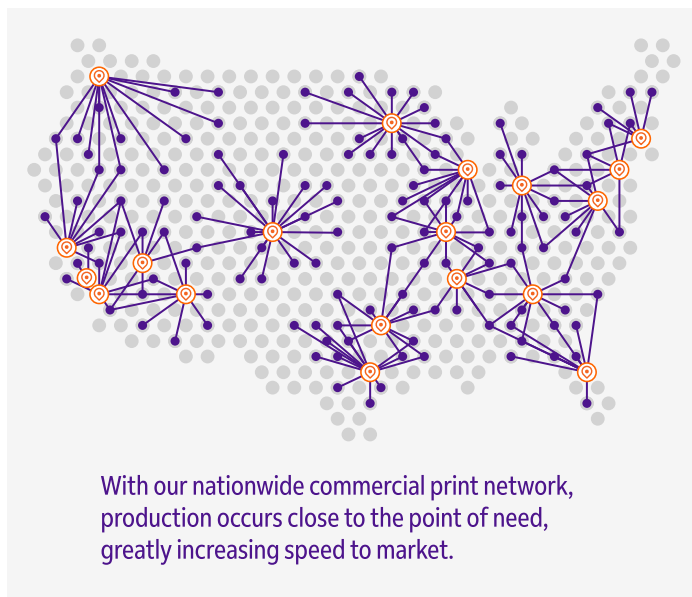 With our nationwide commercial print network,
production occurs close to the point of need,
greatly increasing speed to market.